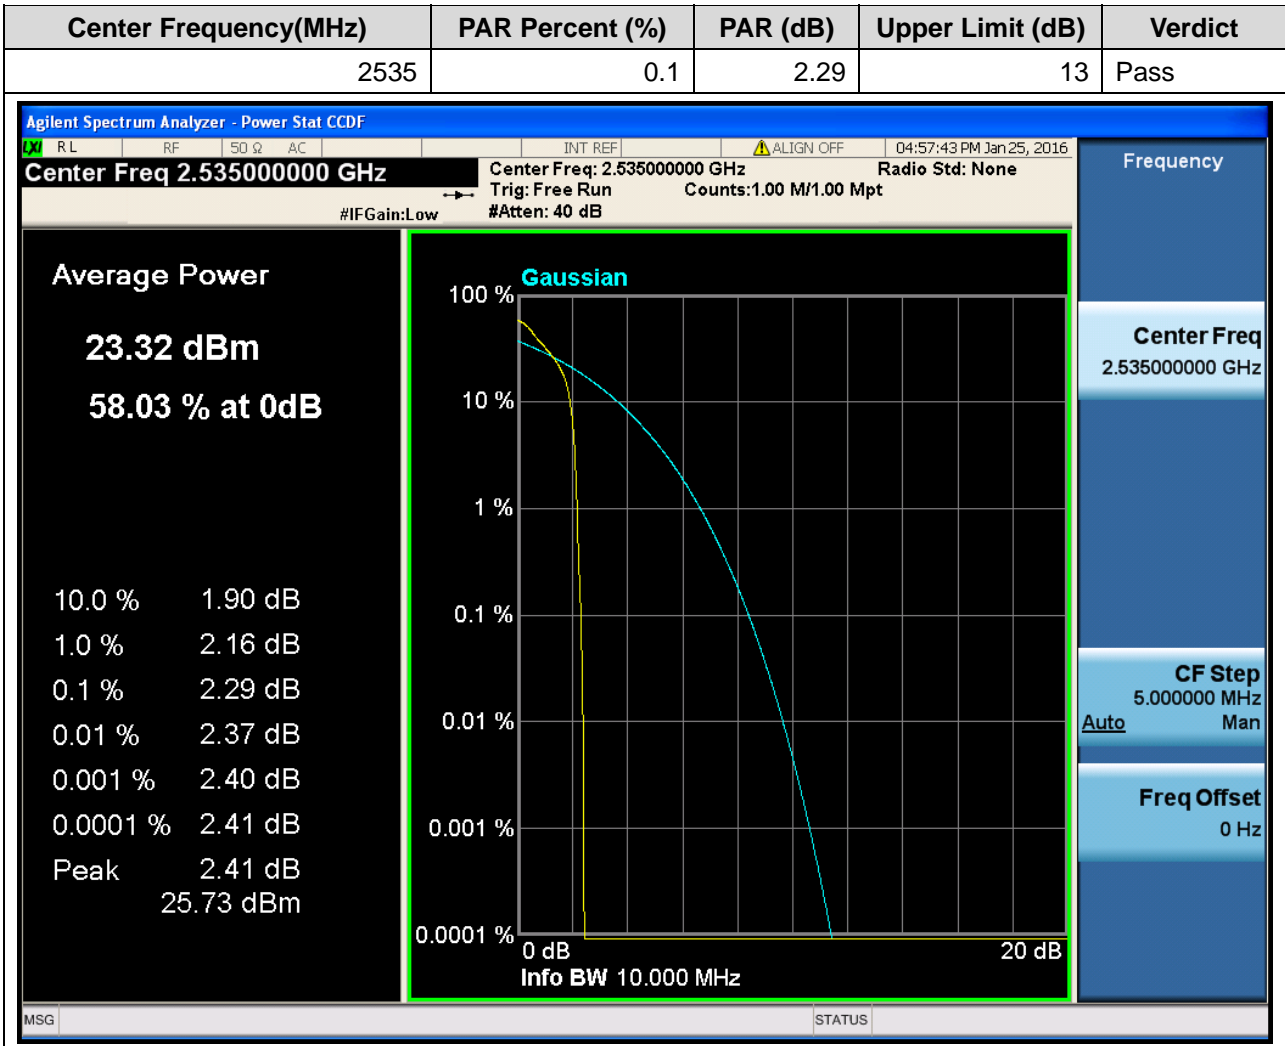 Center Frequency(MHz) PAR Percent (%) PAR (dB) Upper Limit (dB) Verdict
2535 0.1 2.29 13 Pass
Agilent Spectrum Analyzer - Power Stat CCDF
LXI RL RF 50 Ω AC INT REF ALIGN OFF 04:57:43 PM Jan 25, 2016
Center Freq 2.535000000 GHz
Center Freq: 2.535000000 GHz Radio Std: None
Trig: Free Run Counts:1.00 M/1.00 Mpt
#IFGain:Low #Atten: 40 dB
Frequency
Average Power
23.32 dBm
58.03 % at 0dB
10.0 % 1.90 dB
1.0 % 2.16 dB
0.1 % 2.29 dB
0.01 % 2.37 dB
0.001 % 2.40 dB
0.0001 % 2.41 dB
Peak 2.41 dB
25.73 dBm
Gaussian
100 %
10 %
1 %
0.1 %
0.01 %
0.001 %
0.0001 %
0 dB 20 dB
Info BW 10.000 MHz
Center Freq
2.535000000 GHz
CF Step
5.000000 MHz
Auto Man
Freq Offset
0 Hz
MSG STATUS